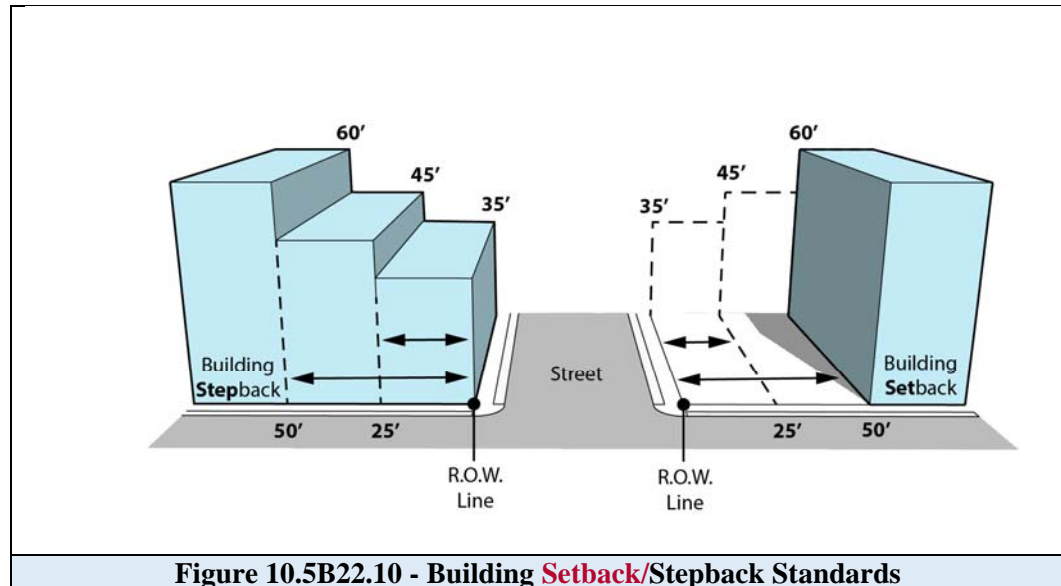 60’
60’
45’
45’
35’
35’
Building
Stepback
Street
Building
Setback
50’
25’
25’
50’
R.O.W.
Line
R.O.W.
Line
Figure 10.5B22.10 - Building Setback/Stepback Standards